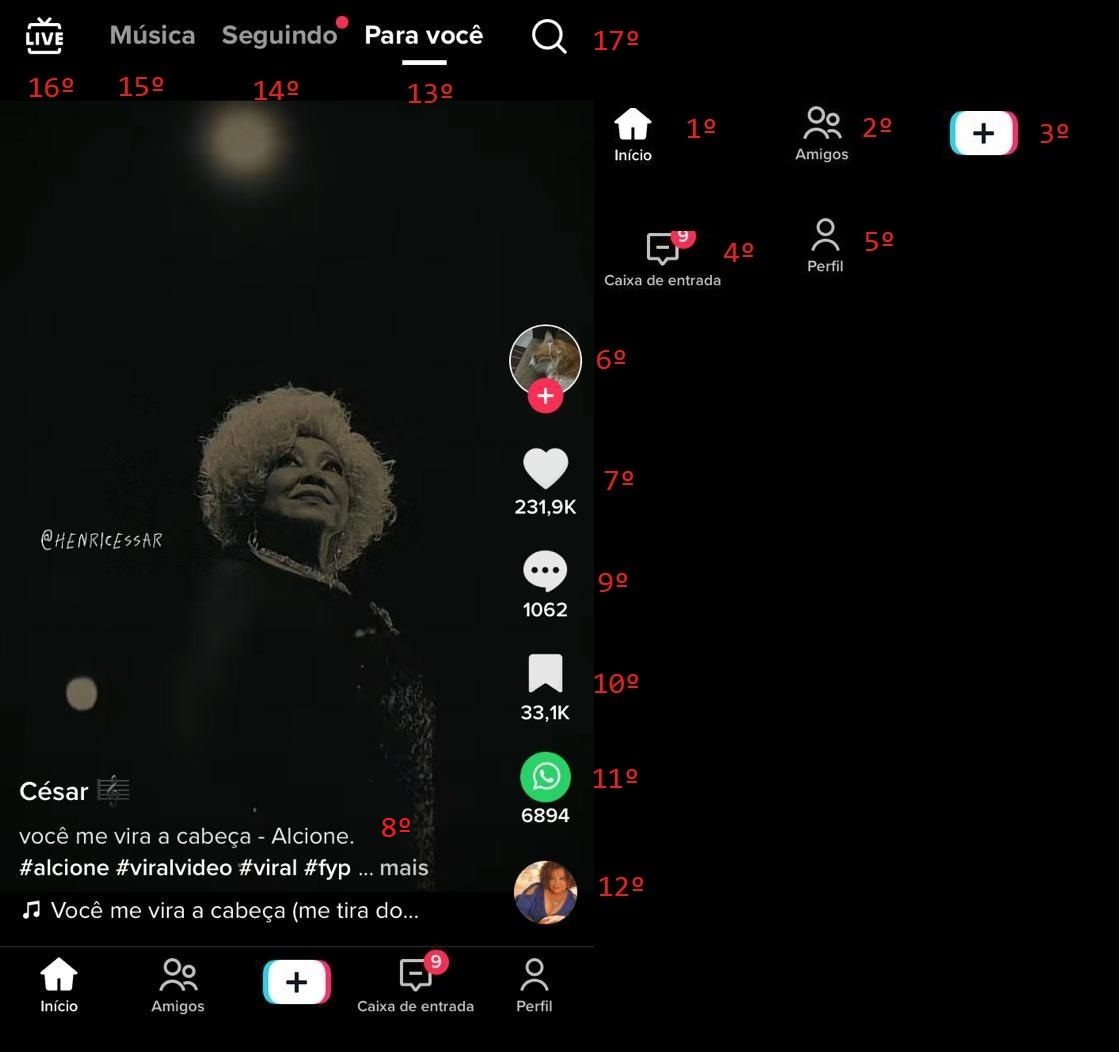 LIVE Música Seguindo Para você 17º
16º 15º 14º 13º
1º 2º 3º
Início Amigos
9 4º 5º
Caixa de entrada Perfil
6º
7º
231,9K
@HENRICESSAR
9º
1062
10º
33,1K
11º
César
6894
você me vira a cabeça - Alcione. 8º
#alcione #viralvideo #viral #fyp ... mais
12º
Você me vira a cabeça (me tira do...
9
Início Amigos Caixa de entrada Perfil